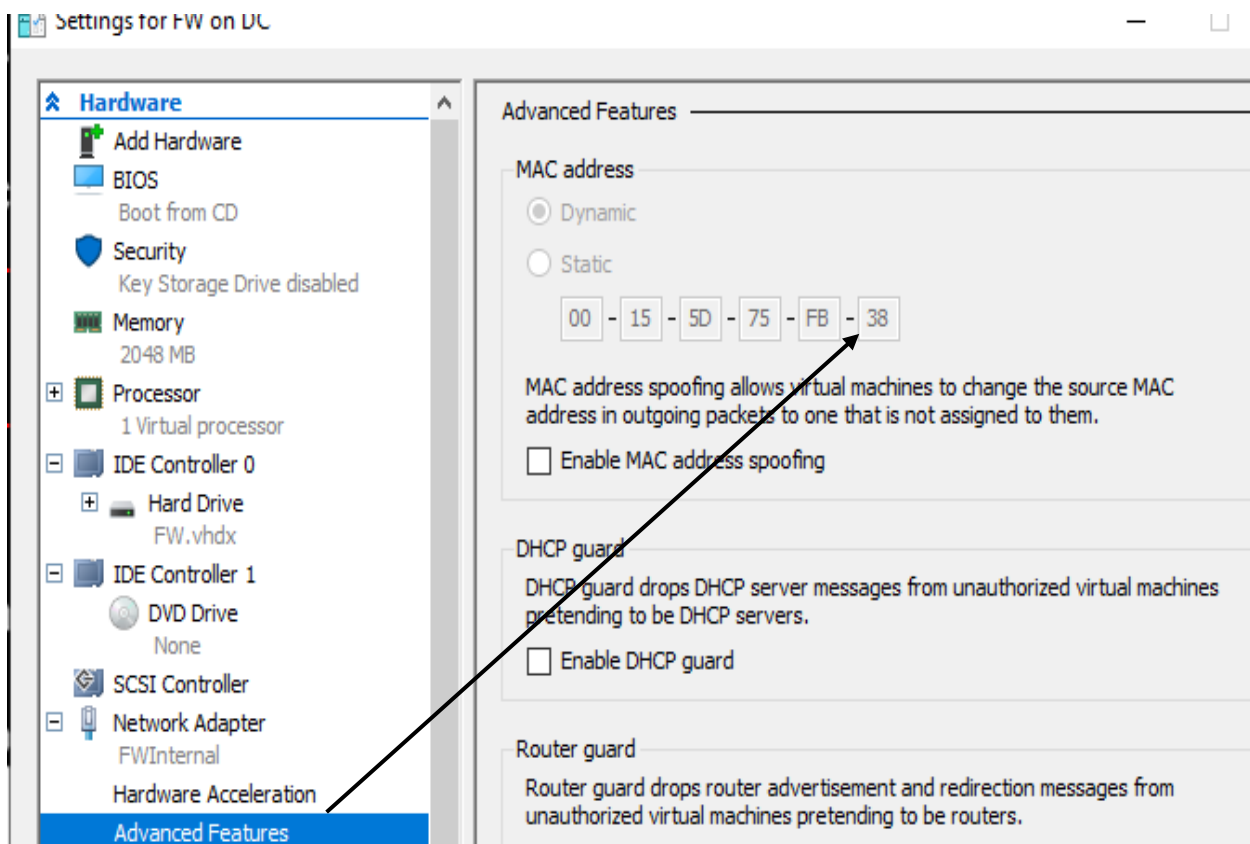 Settings for FW on DC
Hardware
Add Hardware
BIOS
Boot from CD
Security
Key Storage Drive disabled
Memory
2048 MB
Processor
1 Virtual processor
IDE Controller 0
Hard Drive
FW.vhdx
IDE Controller 1
DVD Drive
None
SCSI Controller
Network Adapter
FWInternal
Hardware Acceleration
Advanced Features
Advanced Features
MAC address
Dynamic
Static
00 - 15 - 5D - 75 - FB - 38
MAC address spoofing allows virtual machines to change the source MAC
address in outgoing packets to one that is not assigned to them.
Enable MAC address spoofing
DHCP guard
DHCP guard drops DHCP server messages from unauthorized virtual machines
pretending to be DHCP servers.
Enable DHCP guard
Router guard
Router guard drops router advertisement and redirection messages from
unauthorized virtual machines pretending to be routers.